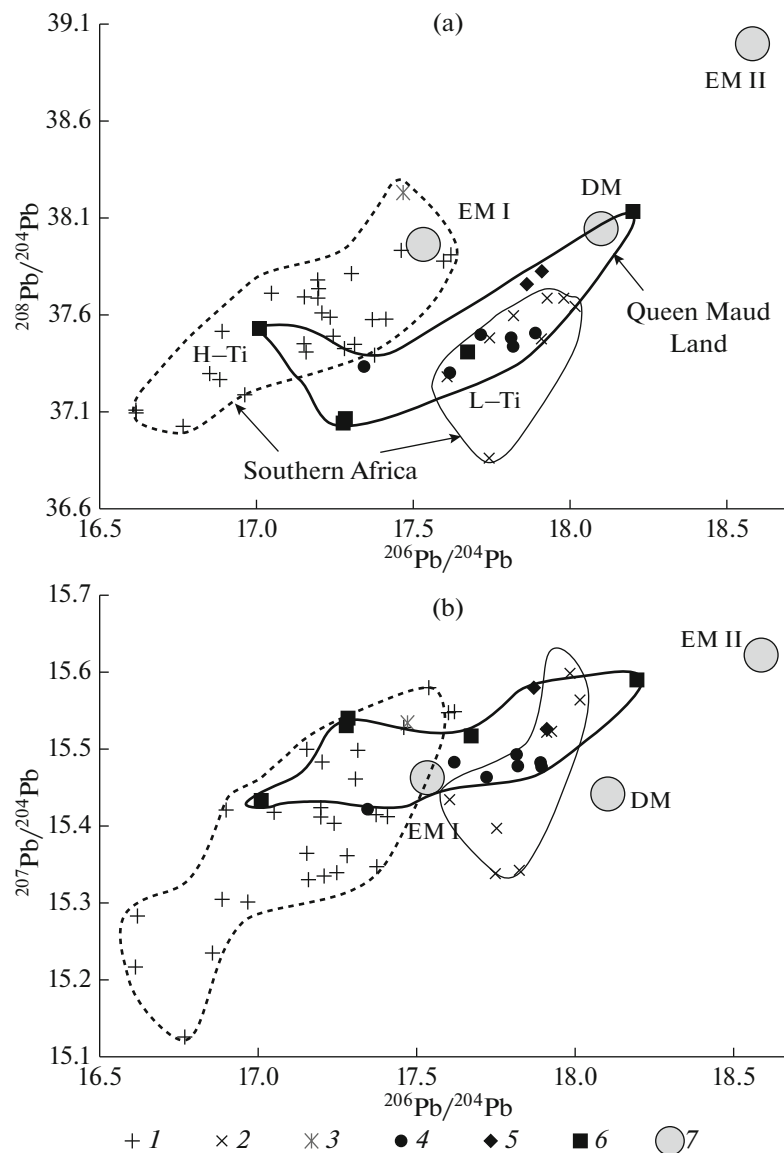 (a)
39.1
38.6
38.1
37.6
37.1
36.6
208Pb/204Pb
EM II
EM I
DM
Queen Maud
Land
H–Ti
L–Ti
Southern Africa
16.5 17.0 17.5 18.0 18.5
206Pb/204Pb
(b)
15.7
15.6
15.5
15.4
15.3
15.2
15.1
207Pb/204Pb
EM II
EM I
DM
16.5 17.0 17.5 18.0 18.5
206Pb/204Pb
1 2 3 4 5 6 7